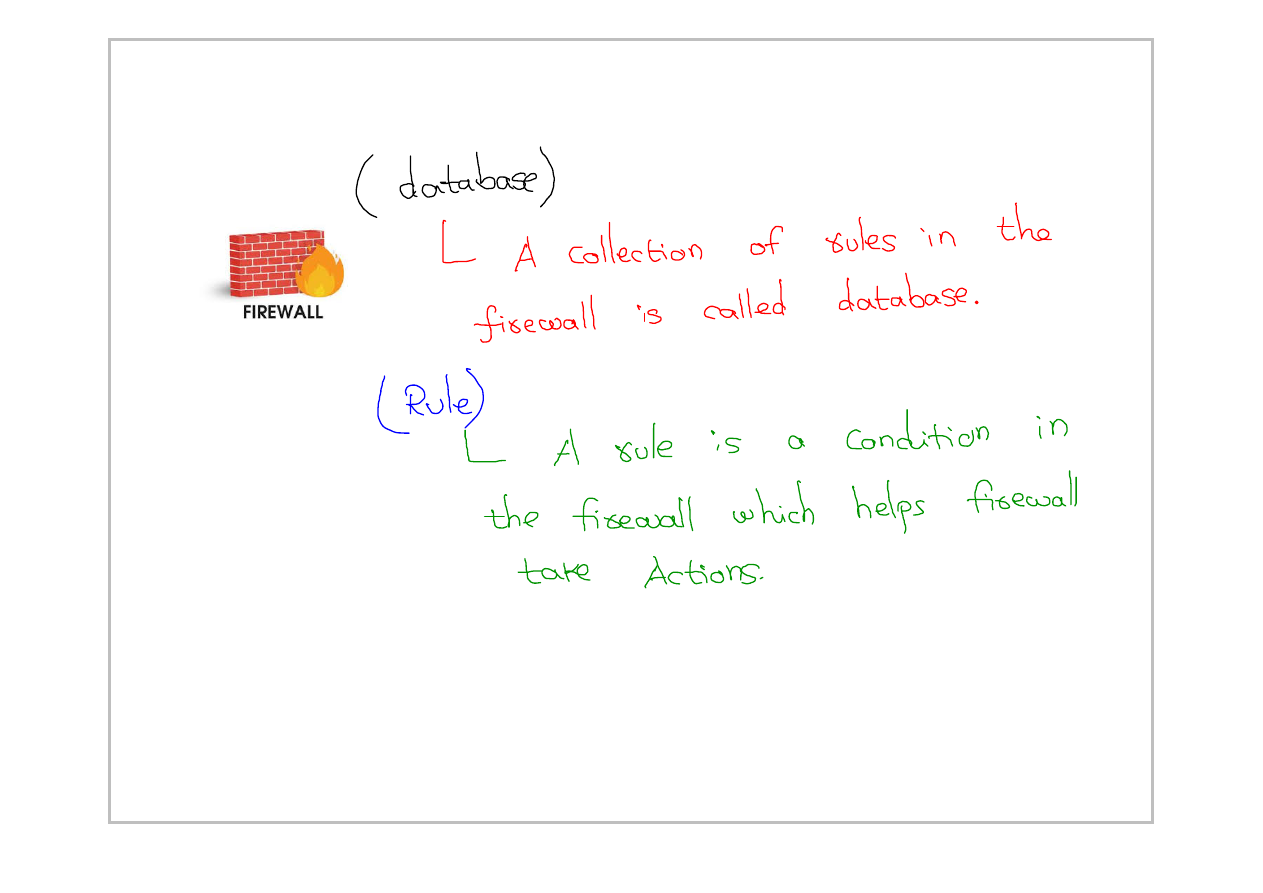 (database)
A collection of rules in the
firewall is called database.
FIREWALL
(Rule)
A rule is a condition in
the firewall which helps firewall
take Actions.